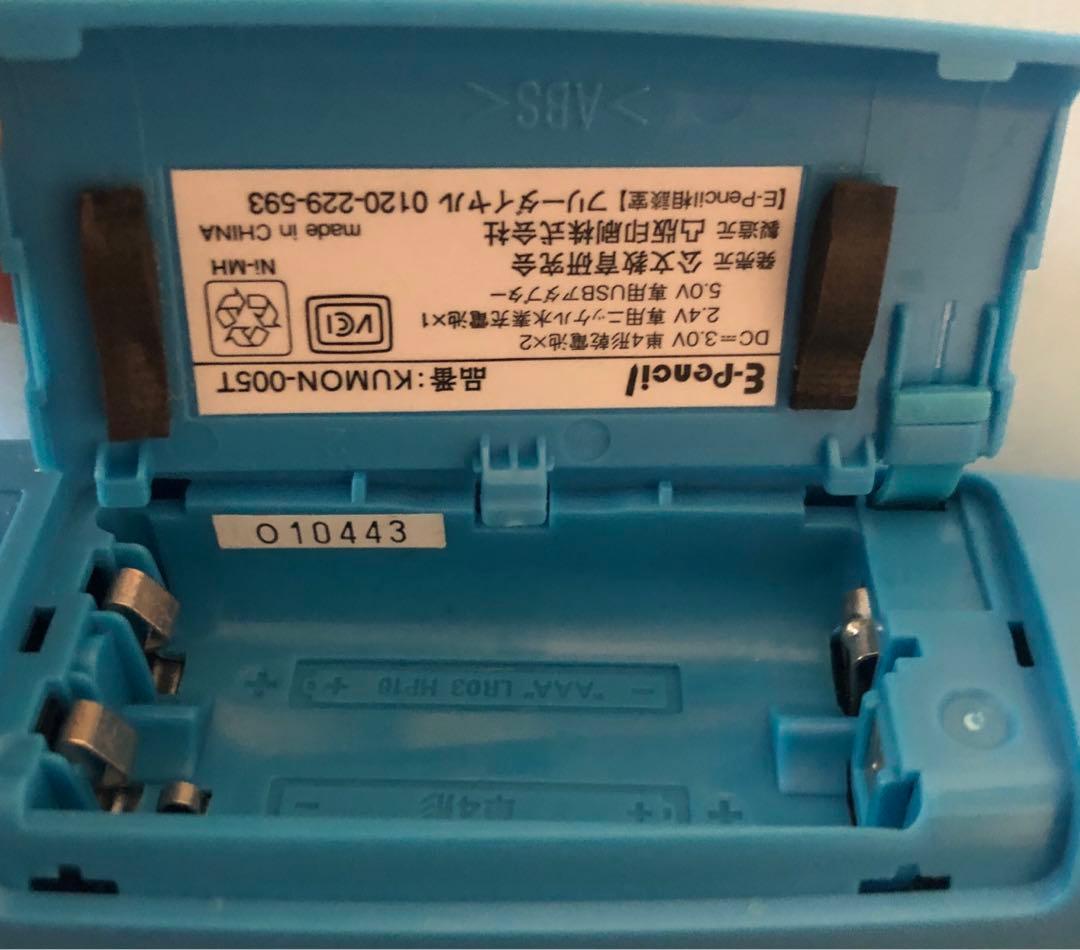 E-Pencil 品番:KUMON-005T
DC=3.0V 単4形乾電池×2
2.4V 専用ニッケル水素充電池×1
5.0V 専用USBアダプター
VCI
Ni-MH
発売元 公文教育研究会
製造元 凸版印刷株式会社 made in CHINA
【E-Pencil相談室】フリーダイヤル 0120-229-593
>ABS<
010443
− "AAA" LR03 +
+ 単4形 −